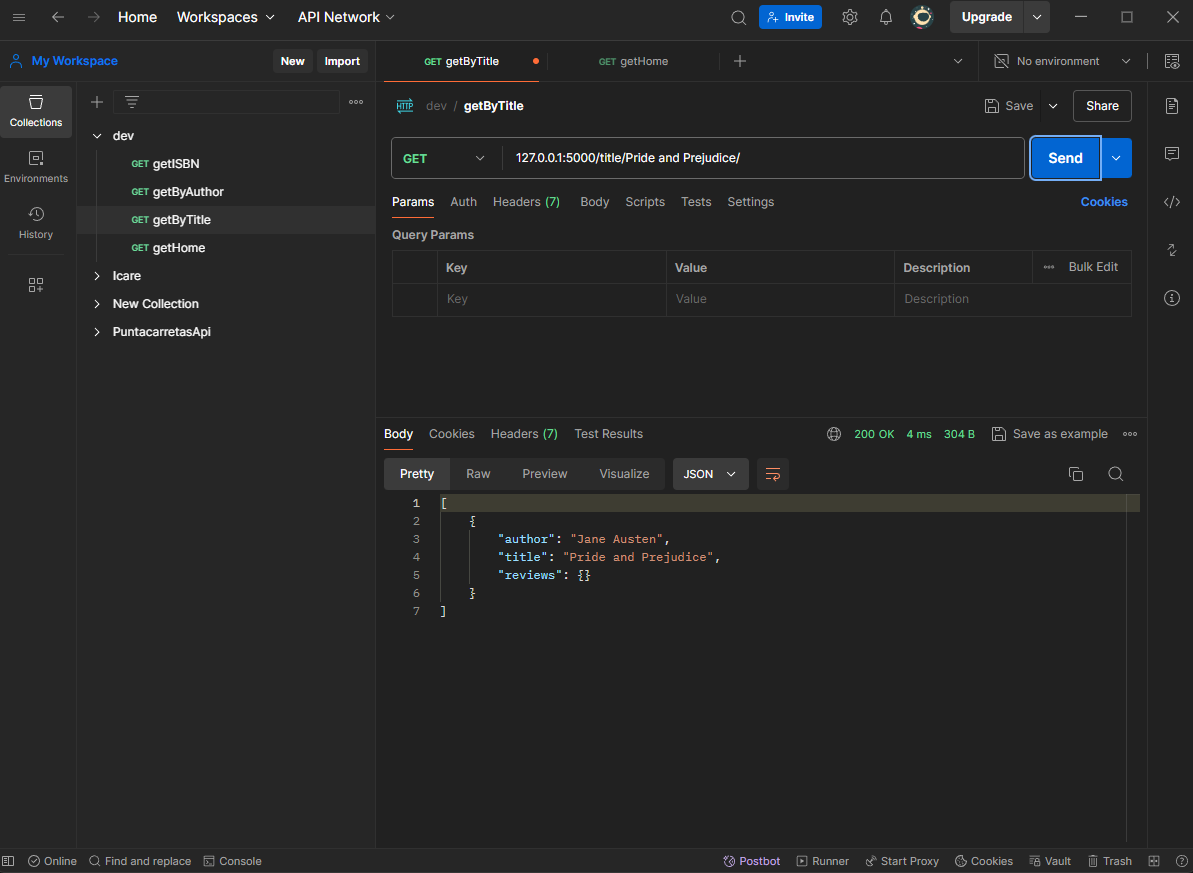 Home Workspaces API Network Invite Upgrade
My Workspace New Import GET getByTitle GET getHome No environment
Collections
Environments
History
dev
GET getISBN
GET getByAuthor
GET getByTitle
GET getHome
Icare
New Collection
PuntacarretasApi
HTTP dev / getByTitle Save Share
GET 127.0.0.1:5000/title/Pride and Prejudice/ Send
Params Auth Headers (7) Body Scripts Tests Settings Cookies
Query Params
Key Value Description Bulk Edit
Key Value Description
Body Cookies Headers (7) Test Results 200 OK 4 ms 304 B Save as example
Pretty Raw Preview Visualize JSON
1 [
2 {
3 "author": "Jane Austen",
4 "title": "Pride and Prejudice",
5 "reviews": {}
6 }
7 ]
Online Find and replace Console Postbot Runner Start Proxy Cookies Vault Trash